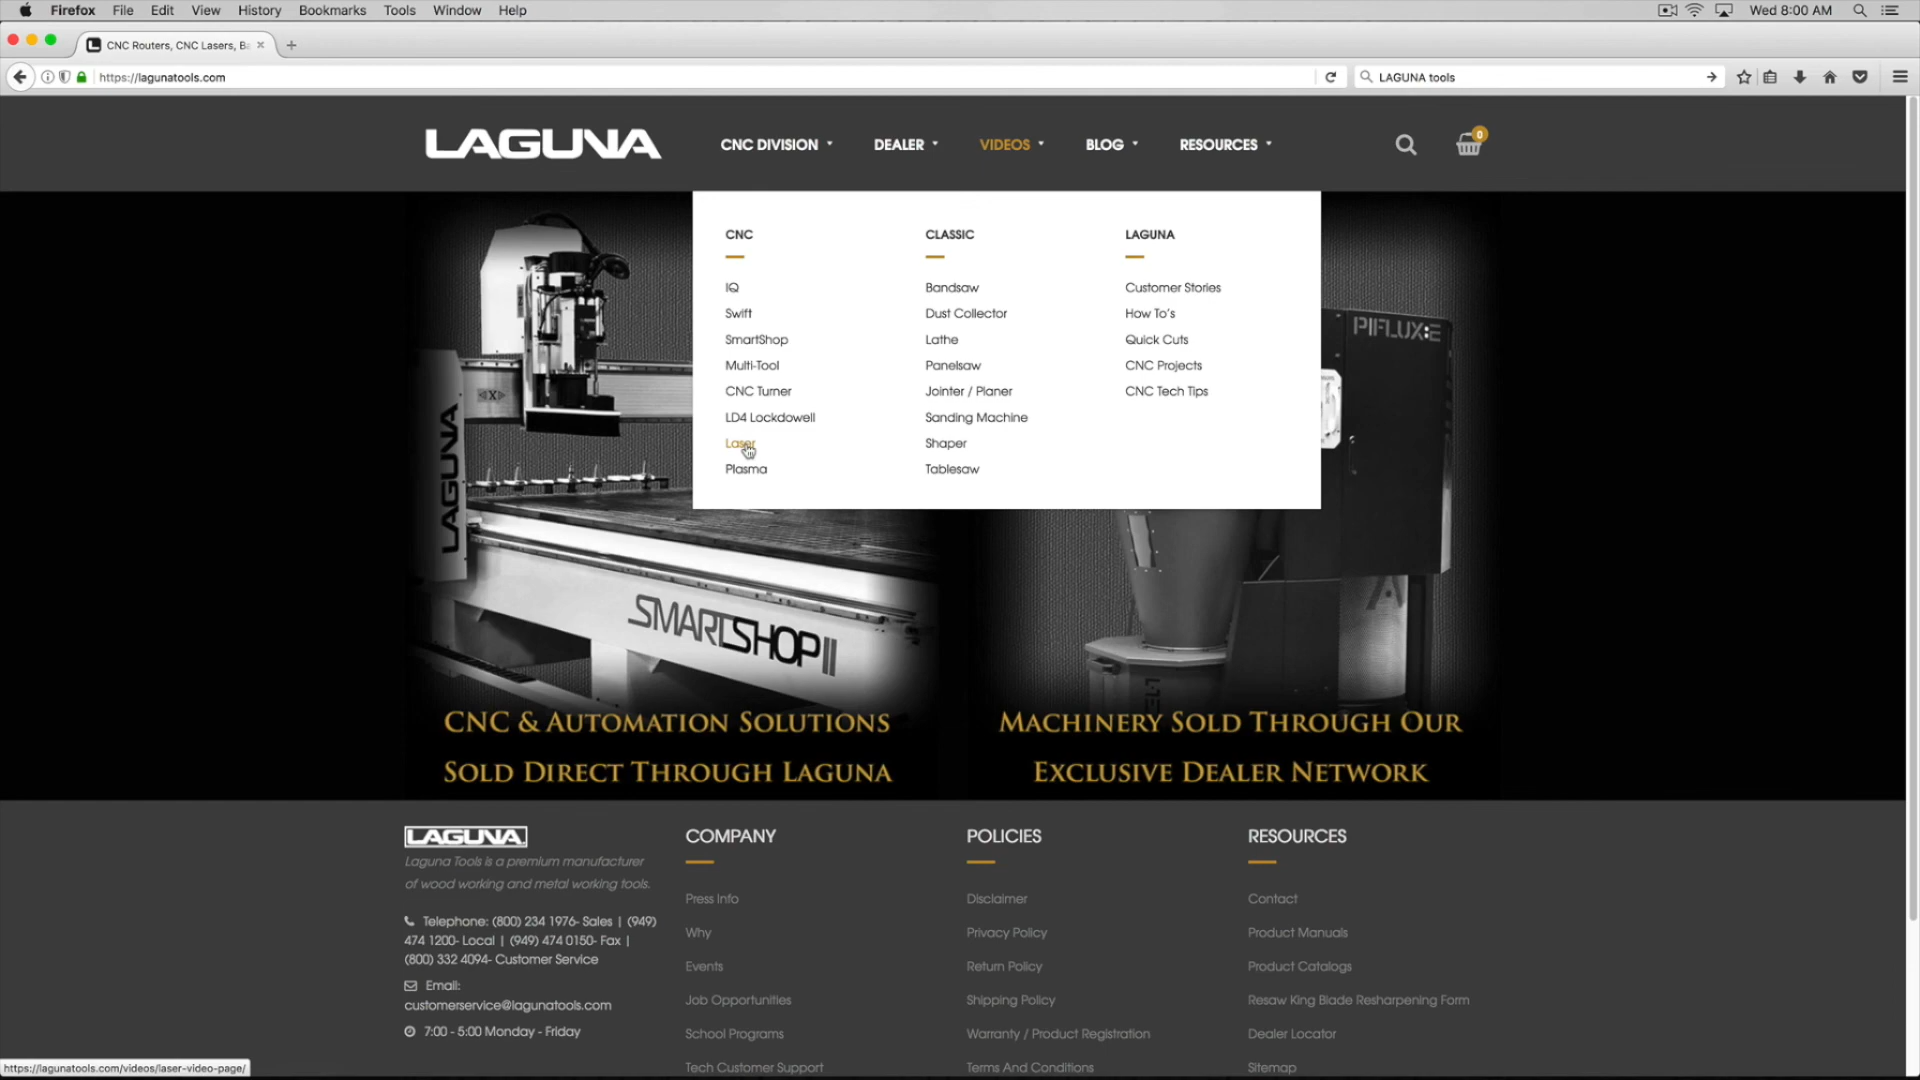 Firefox File Edit View History Bookmarks Tools Window Help
Wed 8:00 AM
CNC Routers, CNC Lasers, Ba
https://lagunatools.com
LAGUNA tools
LAGUNA
CNC DIVISION
DEALER
VIDEOS
BLOG
RESOURCES
0
CNC
IQ
Swift
SmartShop
Multi-Tool
CNC Turner
LD4 Lockdowell
Laser
Plasma
CLASSIC
Bandsaw
Dust Collector
Lathe
Panelsaw
Jointer / Planer
Sanding Machine
Shaper
Tablesaw
LAGUNA
Customer Stories
How To's
Quick Cuts
CNC Projects
CNC Tech Tips
LAGUNA
SMARTSHOP II
PIFLUX:E
CNC & Automation Solutions
Sold Direct Through Laguna
Machinery Sold Through Our
Exclusive Dealer Network
LAGUNA
Laguna Tools is a premium manufacturer
of wood working and metal working tools.
Telephone: (800) 234 1976- Sales | (949)
474 1200- Local | (949) 474 0150- Fax |
(800) 332 4094- Customer Service
Email:
customerservice@lagunatools.com
7:00 - 5:00 Monday - Friday
COMPANY
Press Info
Why
Events
Job Opportunities
School Programs
Tech Customer Support
POLICIES
Disclaimer
Privacy Policy
Return Policy
Shipping Policy
Warranty / Product Registration
Terms And Conditions
RESOURCES
Contact
Product Manuals
Product Catalogs
Resaw King Blade Resharpening Form
Dealer Locator
Sitemap
https://lagunatools.com/videos/laser-video-page/